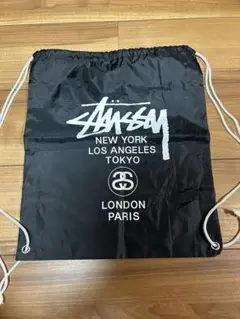 STÜSSY
NEW YORK
LOS ANGELES
TOKYO
LONDON
PARIS